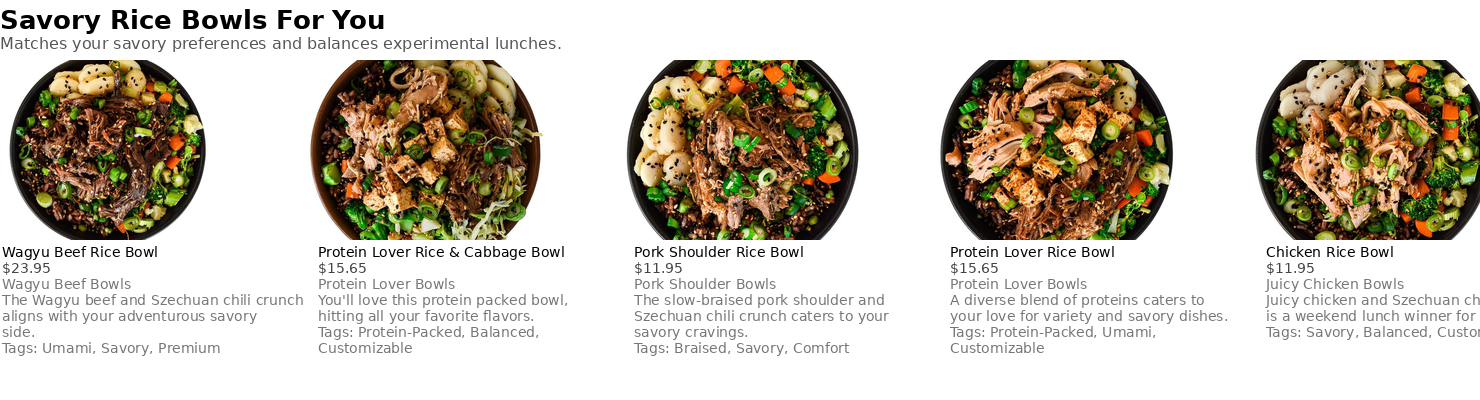 Savory Rice Bowls For You
Matches your savory preferences and balances experimental lunches.
Wagyu Beef Rice Bowl
$23.95
Wagyu Beef Bowls
The Wagyu beef and Szechuan chili crunch
aligns with your adventurous savory
side.
Tags: Umami, Savory, Premium
Protein Lover Rice & Cabbage Bowl
$15.65
Protein Lover Bowls
You'll love this protein packed bowl,
hitting all your favorite flavors.
Tags: Protein-Packed, Balanced,
Customizable
Pork Shoulder Rice Bowl
$11.95
Pork Shoulder Bowls
The slow-braised pork shoulder and
Szechuan chili crunch caters to your
savory cravings.
Tags: Braised, Savory, Comfort
Protein Lover Rice Bowl
$15.65
Protein Lover Bowls
A diverse blend of proteins caters to
your love for variety and savory dishes.
Tags: Protein-Packed, Umami,
Customizable
Chicken Rice Bowl
$11.95
Juicy Chicken Bowls
Juicy chicken and Szechuan ch
is a weekend lunch winner for
Tags: Savory, Balanced, Custo